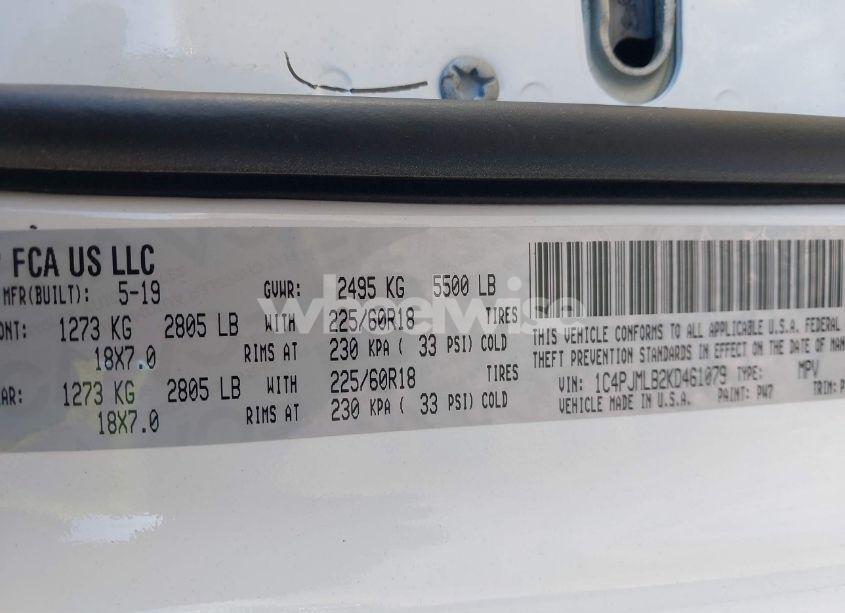 FCA US LLC
MFR(BUILT): 5-19 GVWR: 2495 KG 5500 LB
ONT: 1273 KG 2805 LB WITH 225/60R18 TIRES
18X7.0 RIMS AT 230 KPA ( 33 PSI) COLD
AR: 1273 KG 2805 LB WITH 225/60R18 TIRES
18X7.0 RIMS AT 230 KPA ( 33 PSI) COLD
THIS VEHICLE CONFORMS TO ALL APPLICABLE U.S.A. FEDERAL
THEFT PREVENTION STANDARDS IN EFFECT ON THE DATE OF MAN
VIN: 1C4PJMLB2KD461079 TYPE: MPV
VEHICLE MADE IN U.S.A. PAINT: PW7 TRIM: P
wheelwise